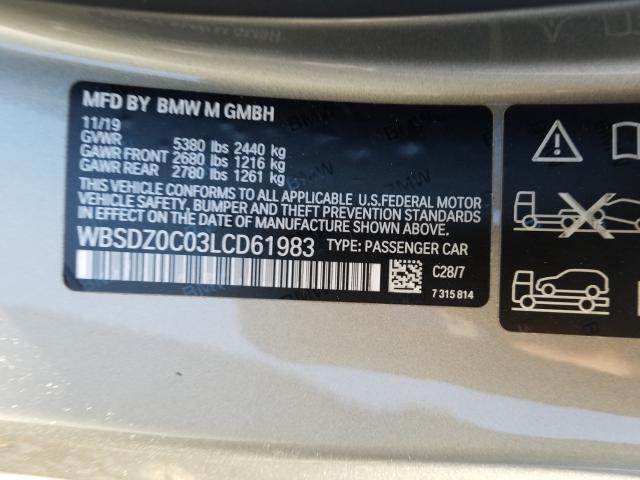 MFD BY BMW M GMBH
11/19
GVWR 5380 lbs 2440 kg
GAWR FRONT 2680 lbs 1216 kg
GAWR REAR 2780 lbs 1261 kg
THIS VEHICLE CONFORMS TO ALL APPLICABLE U.S.FEDERAL MOTOR
VEHICLE SAFETY, BUMPER AND THEFT PREVENTION STANDARDS
IN EFFECT ON THE DATE OF MANUFACTURE SHOWN ABOVE.
WBSDZ0C03LCD61983 TYPE: PASSENGER CAR
C28/7
7 315 814